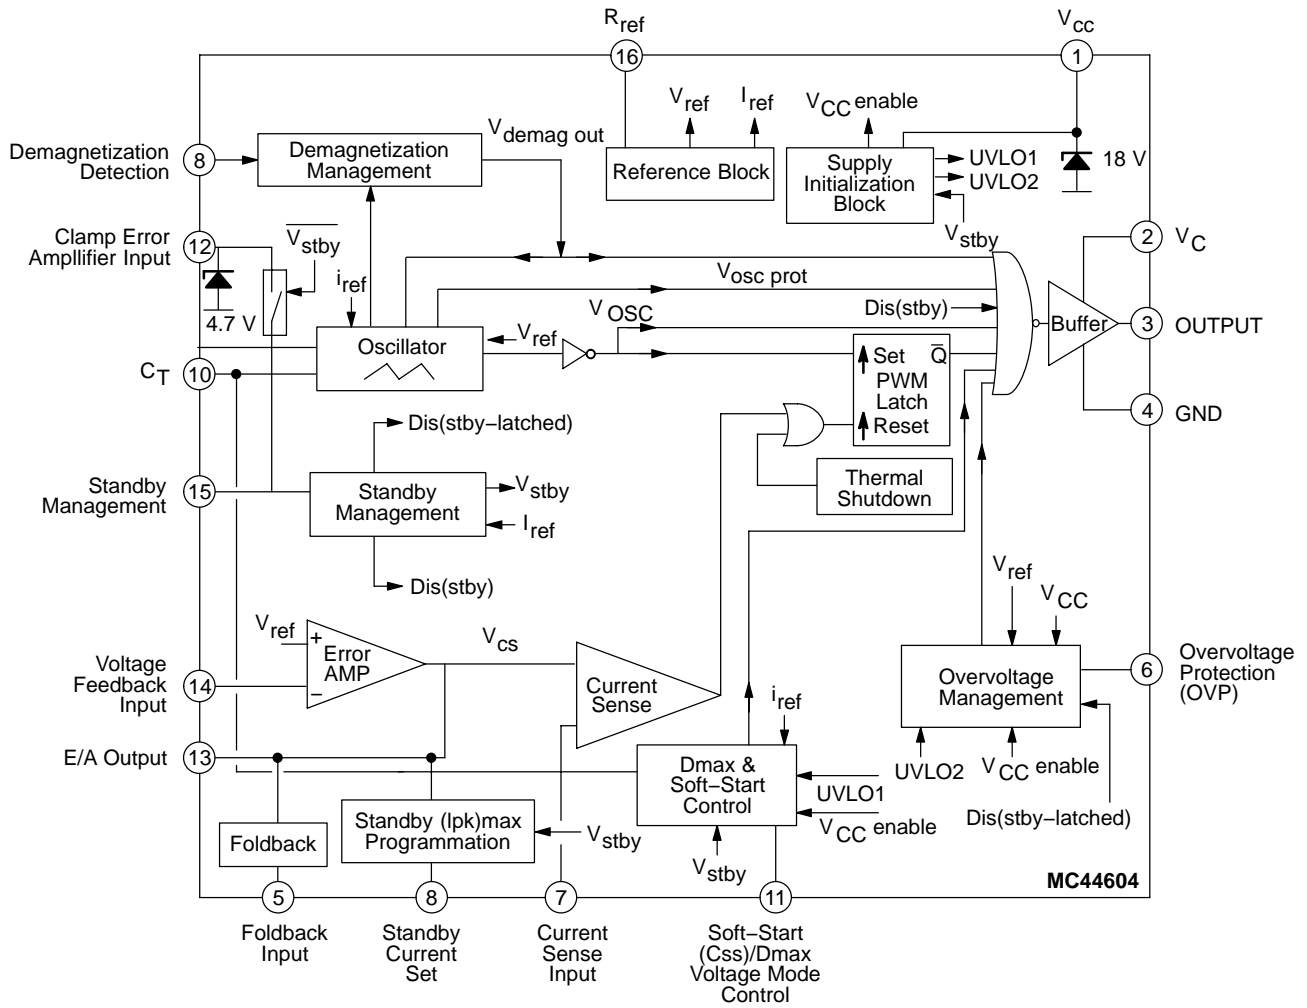 Rref
Vcc
16
1
Vref
Iref
VCC enable
Vdemag out
Demagnetization
Detection
8
Demagnetization
Management
Reference Block
Supply
Initialization
Block
UVLO1
UVLO2
18 V
Vstby
Clamp Error
Ampllifier Input
12
Vstby
4.7 V
iref
2
VC
Vosc prot
VOSC
Dis(stby)
Buffer
3
OUTPUT
Oscillator
Vref
CT
10
Set
Q
PWM
Latch
Reset
4
GND
Dis(stby–latched)
Thermal
Shutdown
Standby
Management
15
Standby
Management
Vstby
Iref
Dis(stby)
Vref
VCC
Vref
+
Error
AMP
–
Vcs
Voltage
Feedback
Input
14
Current
Sense
Overvoltage
Management
6
Overvoltage
Protection
(OVP)
iref
E/A Output
13
Dmax &
Soft–Start
Control
UVLO1
VCC enable
UVLO2
VCC enable
Dis(stby–latched)
Foldback
Standby (Ipk)max
Programmation
Vstby
Vstby
MC44604
5
8
7
11
Foldback
Input
Standby
Current
Set
Current
Sense
Input
Soft–Start
(Css)/Dmax
Voltage Mode
Control